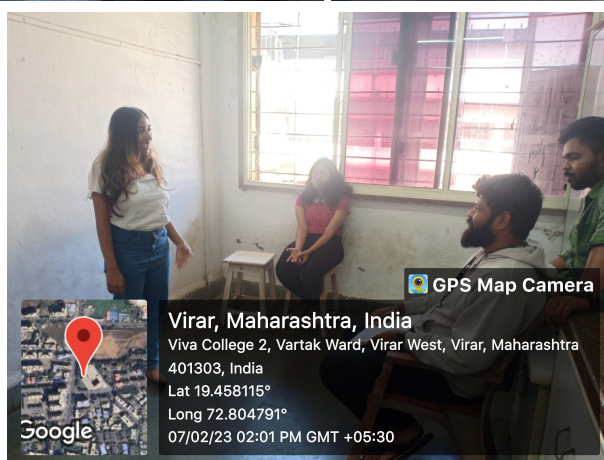 GPS Map Camera
Virar, Maharashtra, India
Viva College 2, Vartak Ward, Virar West, Virar, Maharashtra
401303, India
Lat 19.458115°
Long 72.804791°
07/02/23 02:01 PM GMT +05:30
Google